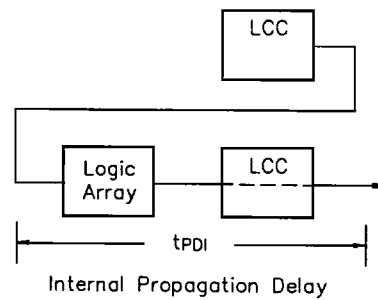 LCC
Logic
Array
LCC
tPDI
Internal Propagation Delay